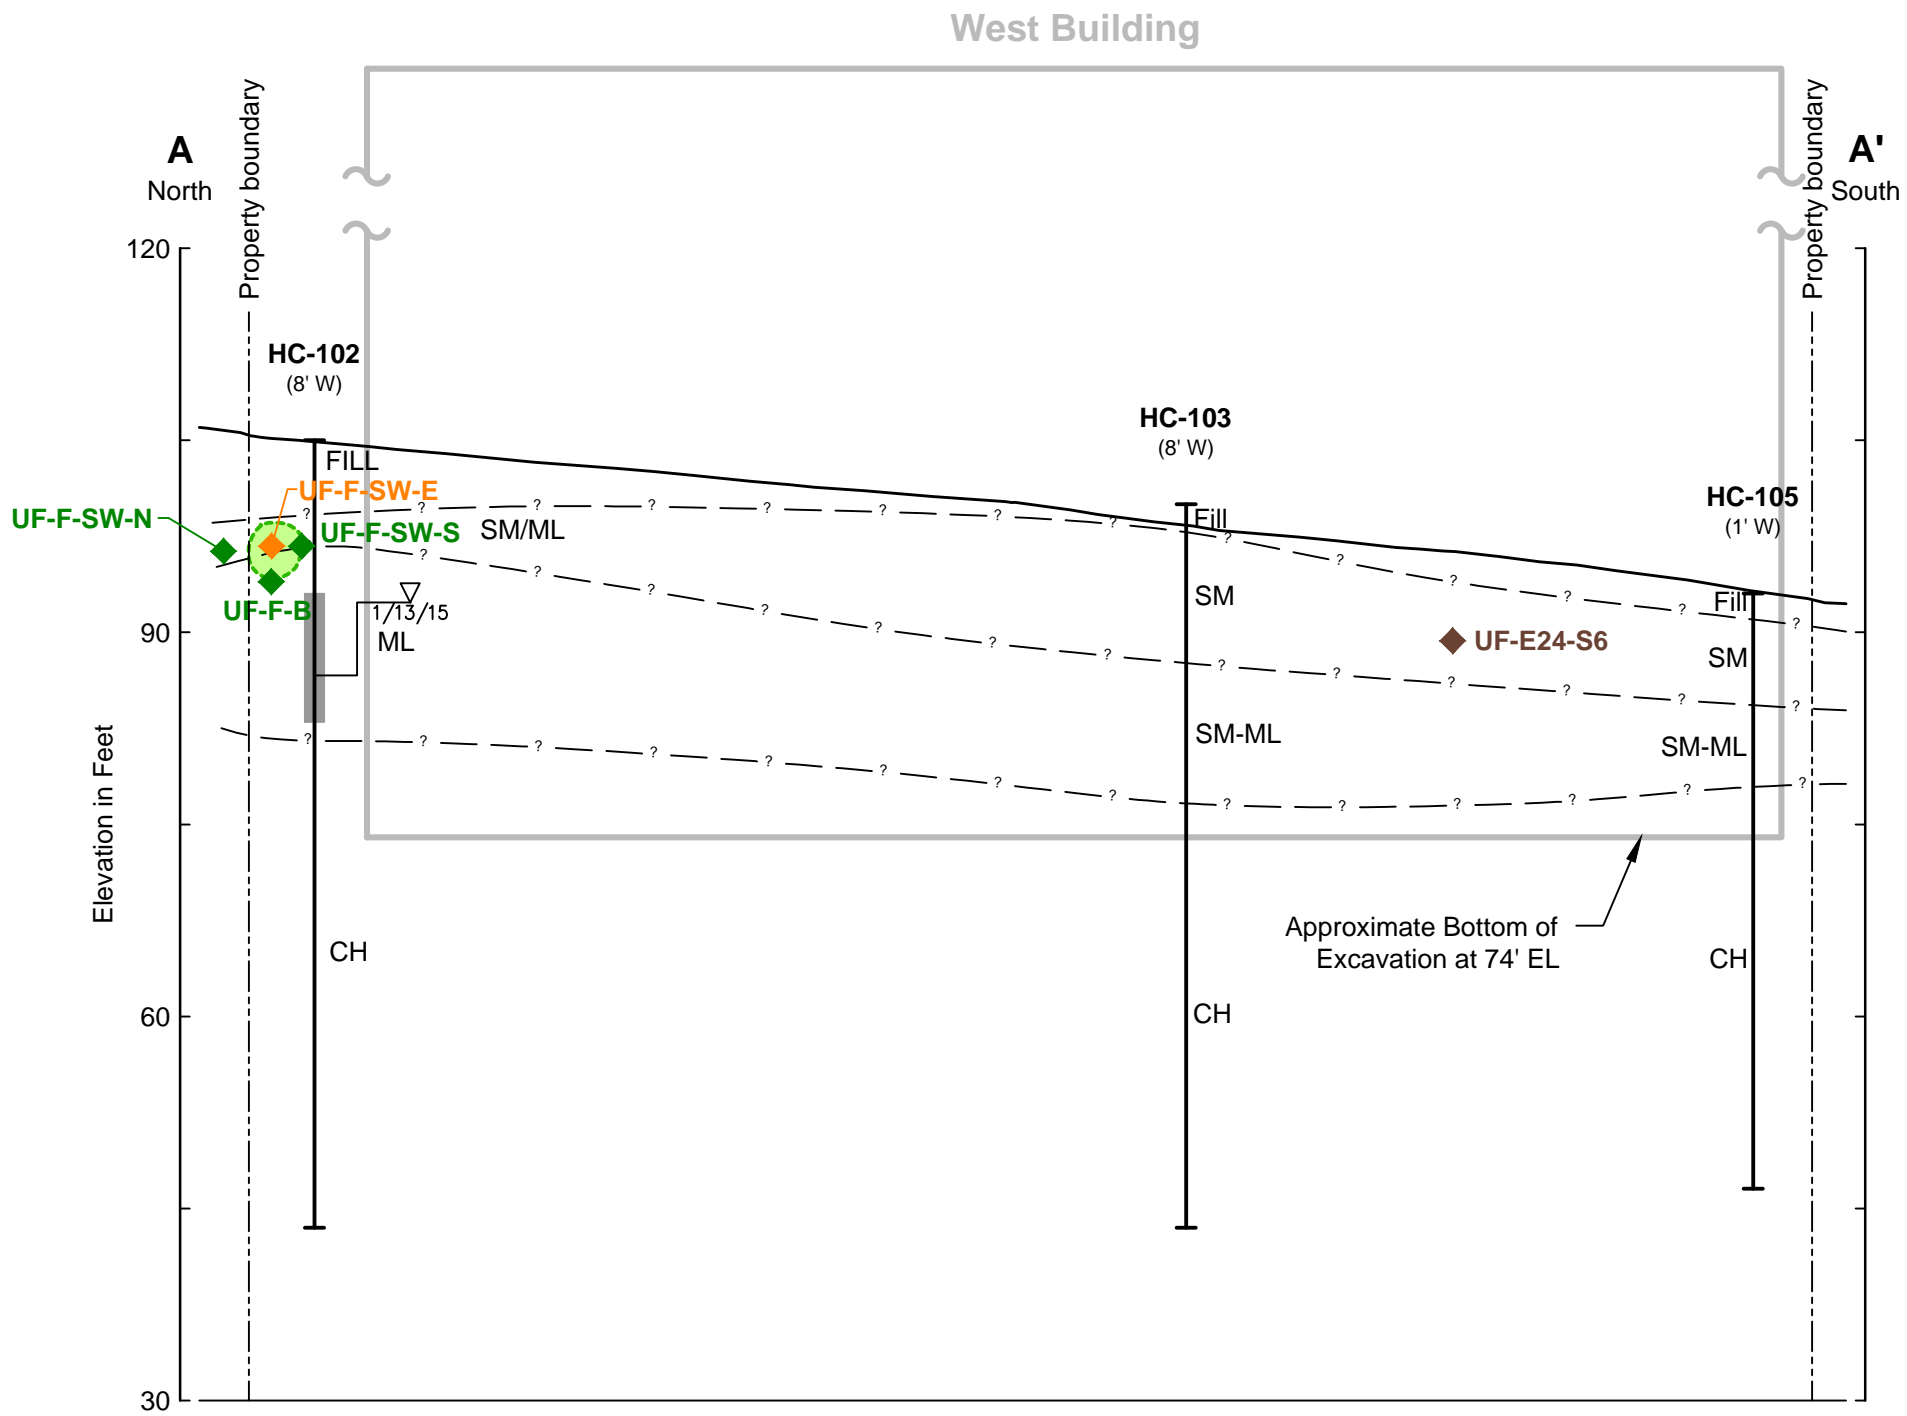 West Building
Property boundary
Property boundary
A
North
A'
South
120
HC-102
(8' W)
HC-103
(8' W)
HC-105
(1' W)
FILL
UF-F-SW-E
UF-F-SW-N
UF-F-SW-S
SM/ML
Fill
UF-F-B
1/13/15
ML
SM
Fill
90
UF-E24-S6
SM
SM-ML
SM-ML
Elevation in Feet
Approximate Bottom of
Excavation at 74' EL
CH
CH
CH
60
30
? ? ? ? ? ? ? ? ? ? ? ? ? ?
? ? ? ? ? ? ? ? ? ? ? ? ?
? ? ? ? ? ? ? ? ? ? ? ? ? ?